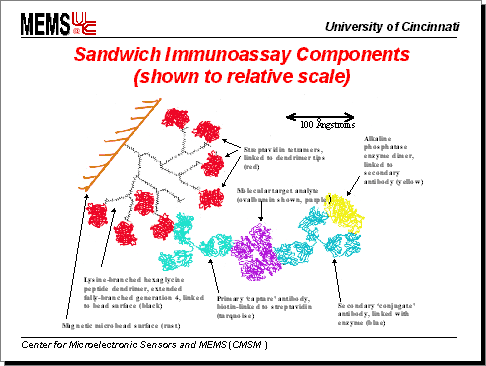 MEMS UC
University of Cincinnati
Sandwich Immunoassay Components
(shown to relative scale)
100 Angstroms
Alkaline
phosphatase
enzyme dimer,
linked to
secondary
antibody (yellow)
Streptavidin tetramers,
linked to dendrimer tips
(red)
Molecular target analyte
(ovalbumin shown, purple)
Lysine-branched hexaglycine
peptide dendrimer, extended
fully-branched generation 4, linked
to bead surface (black)
Primary 'capture' antibody,
biotin-linked to streptavidin
(turquoise)
Secondary 'conjugate'
antibody, linked with
enzyme (blue)
Magnetic microbead surface (rust)
Center for Microelectronic Sensors and MEMS (CMSM )